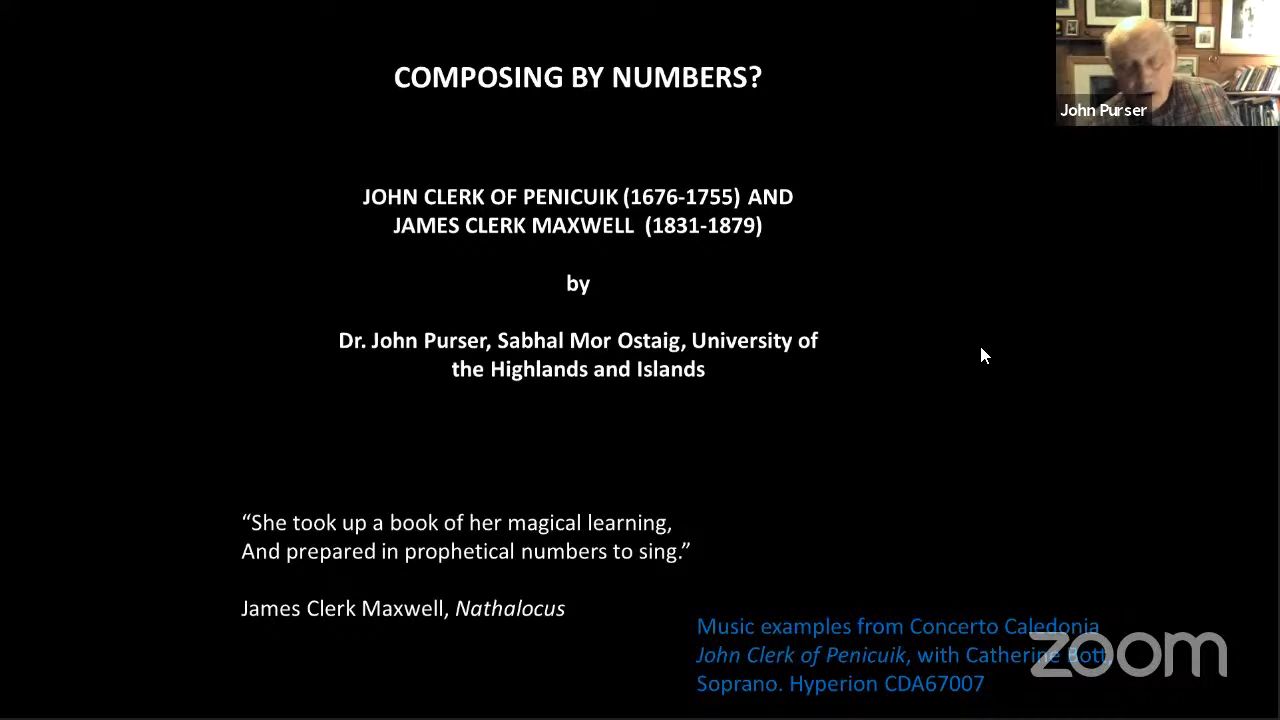 COMPOSING BY NUMBERS?
John Purser
JOHN CLERK OF PENICUIK (1676-1755) AND
JAMES CLERK MAXWELL (1831-1879)
by
Dr. John Purser, Sabhal Mor Ostaig, University of
the Highlands and Islands
“She took up a book of her magical learning,
And prepared in prophetical numbers to sing.”
James Clerk Maxwell, Nathalocus
Music examples from Concerto Caledonia
John Clerk of Penicuik, with Catherine Bott,
Soprano. Hyperion CDA67007
zoom